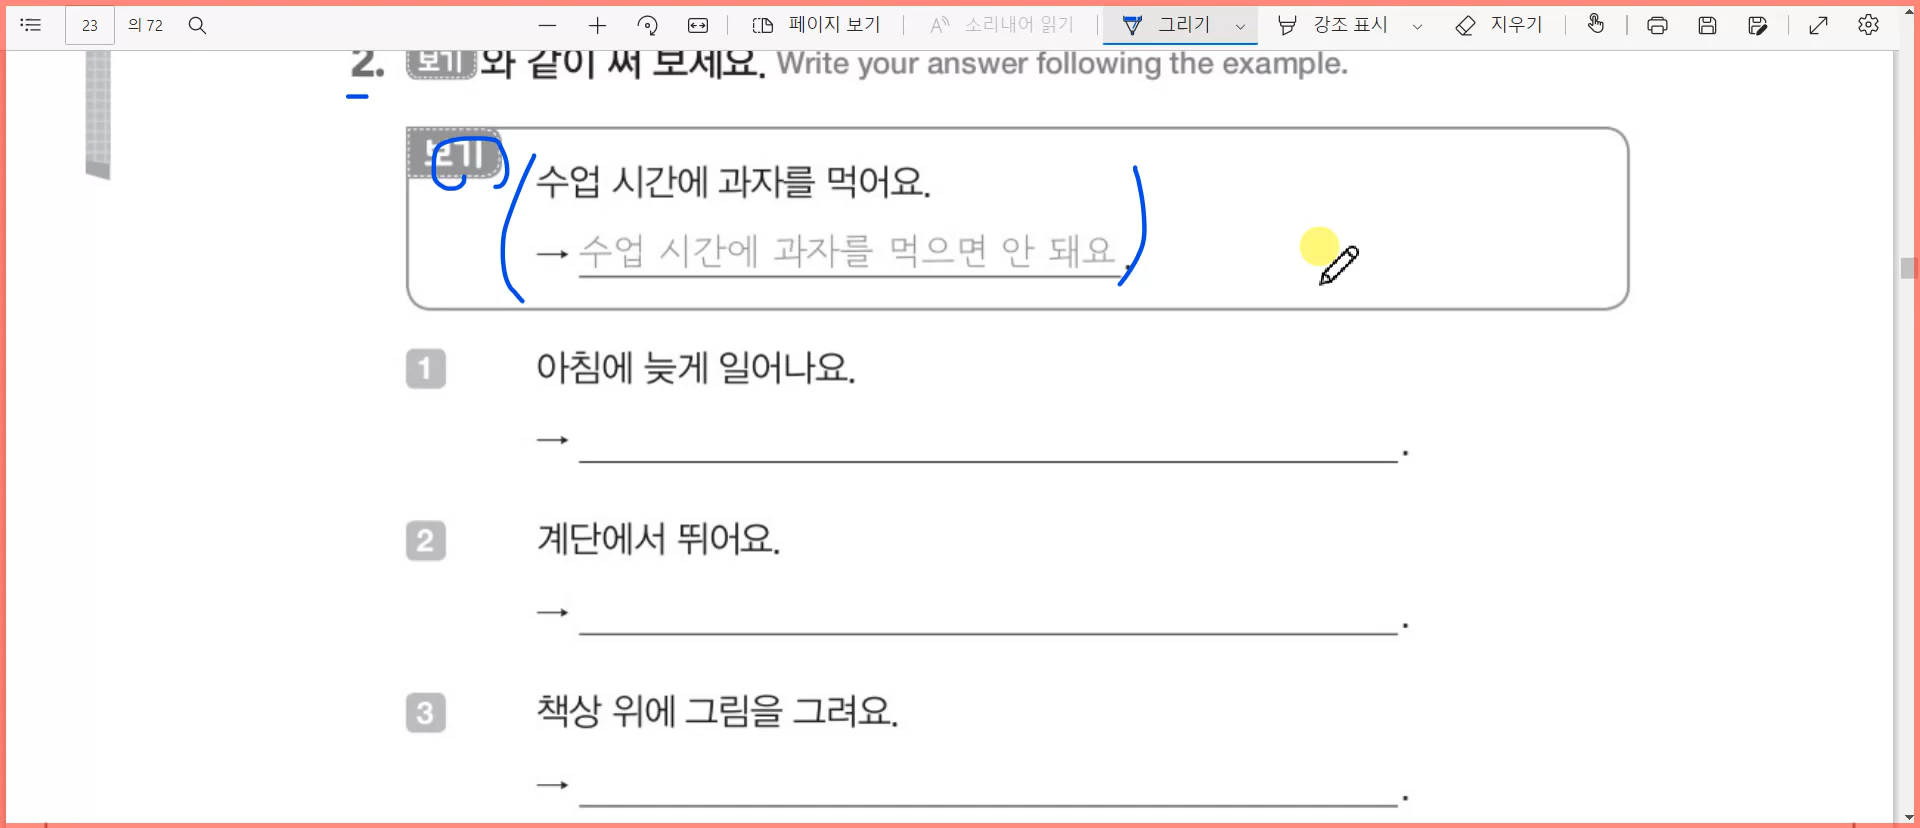 23 의 72 페이지 보기 소리내어 읽기 그리기 강조 표시 지우기
2. 보기 와 같이 써 보세요. Write your answer following the example.
보기
수업 시간에 과자를 먹어요.
→ 수업 시간에 과자를 먹으면 안 돼요.
1 아침에 늦게 일어나요.
→ .
2 계단에서 뛰어요.
→ .
3 책상 위에 그림을 그려요.
→ .